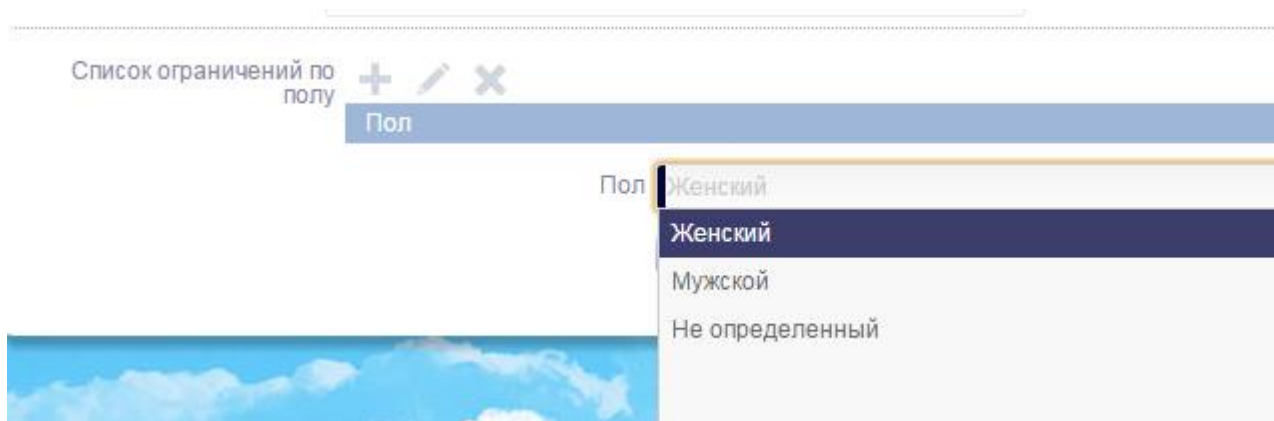 Список ограничений по
полу
Пол
Пол Женский
Женский
Мужской
Не определенный